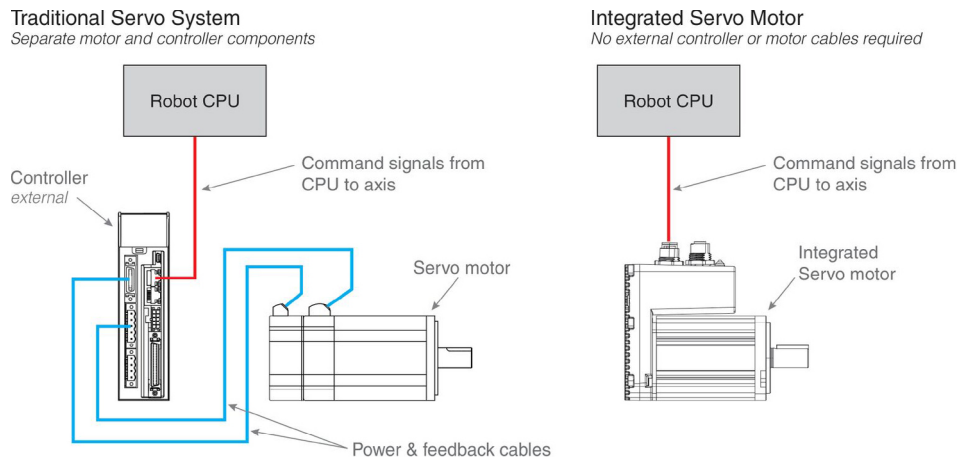 Traditional Servo System
Separate motor and controller components
Robot CPU
Command signals from
CPU to axis
Controller
external
Servo motor
Power & feedback cables
Integrated Servo Motor
No external controller or motor cables required
Robot CPU
Command signals from
CPU to axis
Integrated
Servo motor